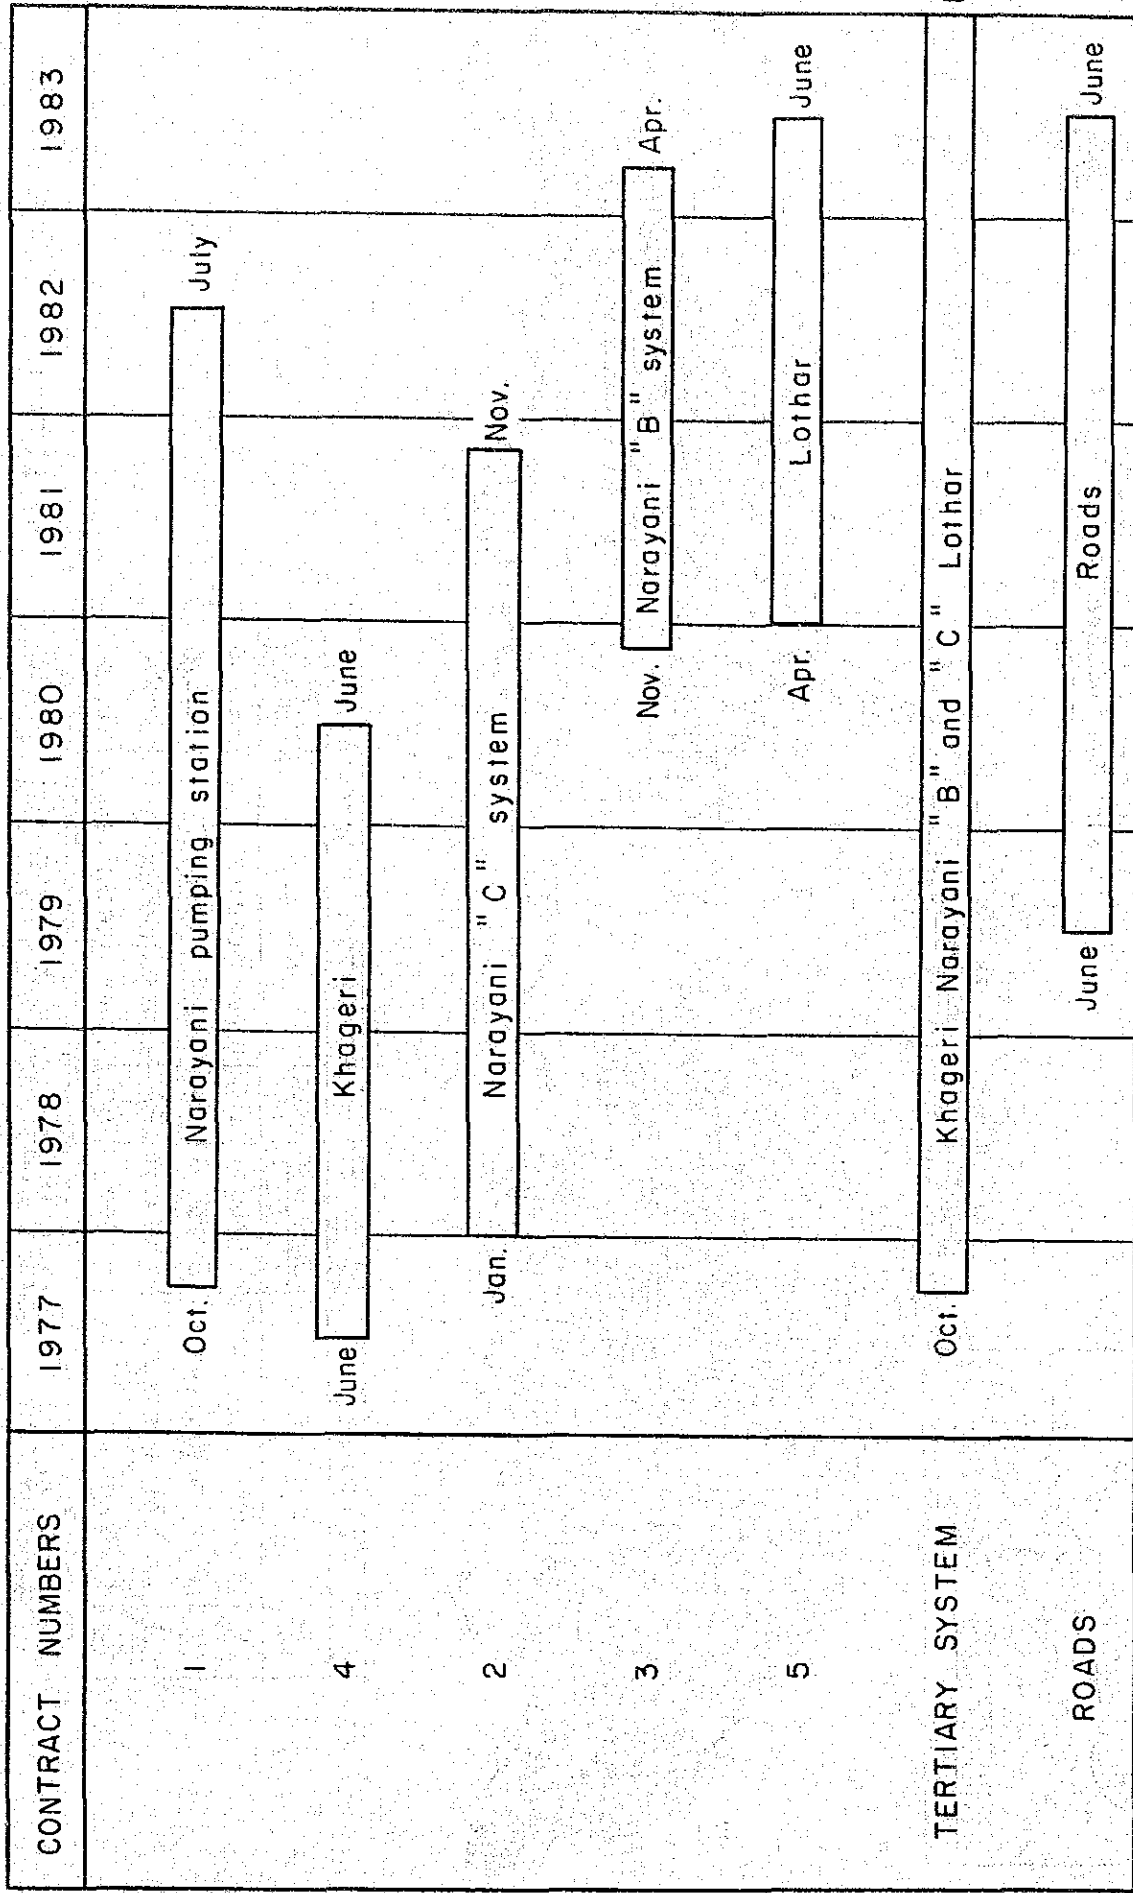 CONTRACT NUMBERS 1977 1978 1979 1980 1981 1982 1983
1 Oct. Narayani pumping station July
4 June Khageri June
2 Jan. Narayani "C" system Nov.
3 Nov. Narayani "B" system Apr.
5 Apr. Lothar June
TERTIARY SYSTEM Oct. Khageri Narayani "B" and "C" Lothar
ROADS June Roads June